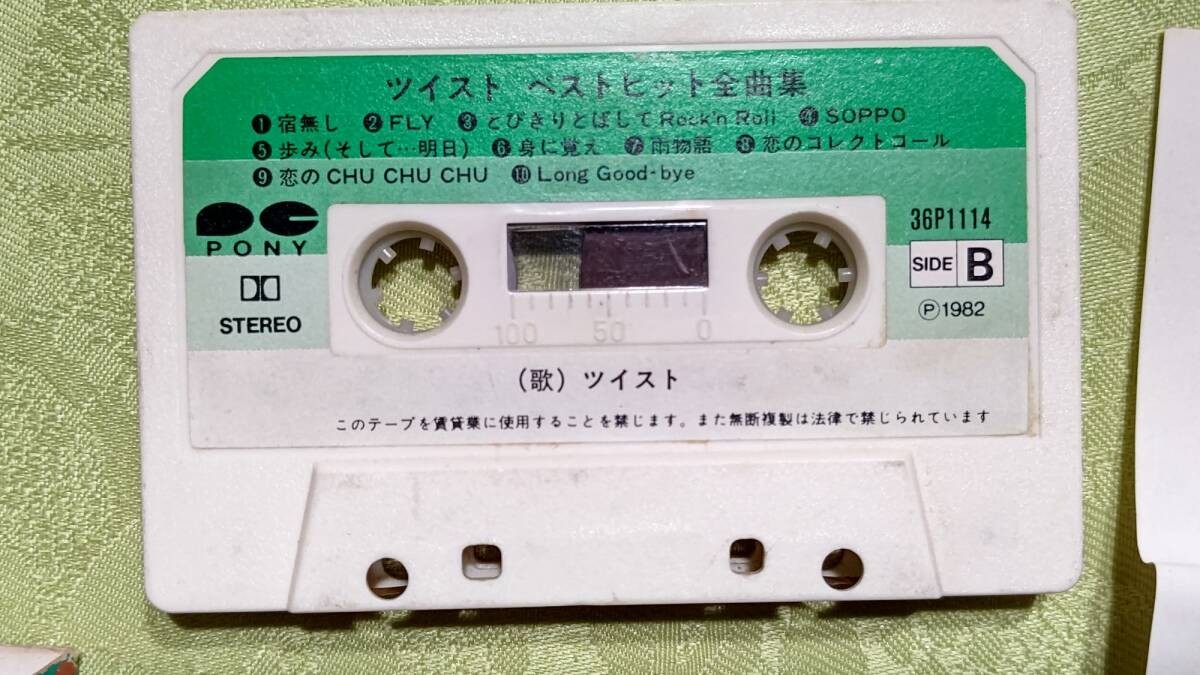 ツイスト ベストヒット全曲集
❶宿無し ❷FLY ❸とびきりとばしてRock'n Roll ❹SOPPO
❺歩み(そして…明日) ❻身に覚え ❼雨物語 ❽恋のコレクトコール
❾恋のCHU CHU CHU ❿Long Good-bye
PONY
STEREO
36P1114
SIDE B
Ⓟ1982
100 50 0
(歌)ツイスト
このテープを賃貸業に使用することを禁じます。また無断複製は法律で禁じられています